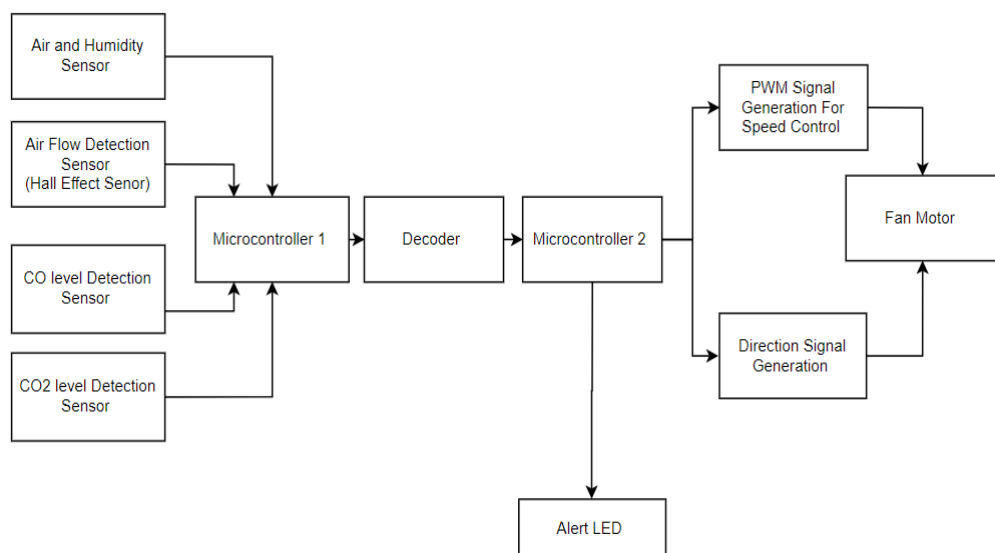 Air and Humidity
Sensor
Air Flow Detection
Sensor
(Hall Effect Senor)
CO level Detection
Sensor
CO2 level Detection
Sensor
Microcontroller 1
Decoder
Microcontroller 2
PWM Signal
Generation For
Speed Control
Direction Signal
Generation
Fan Motor
Alert LED